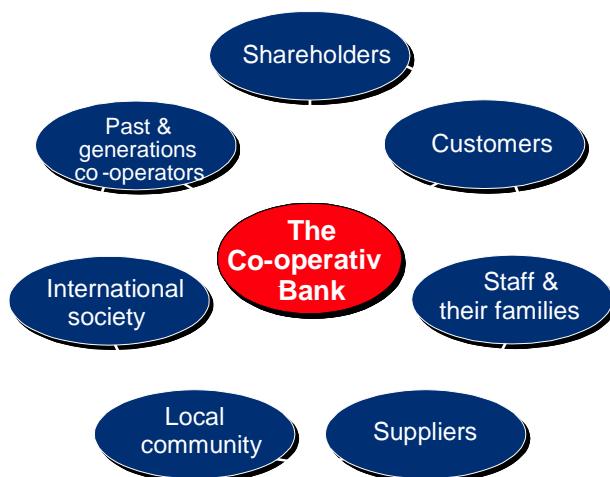 Shareholders
Past &
generations
co -operators
Customers
The
Co-operativ
Bank
International
society
Staff &
their families
Local
community
Suppliers